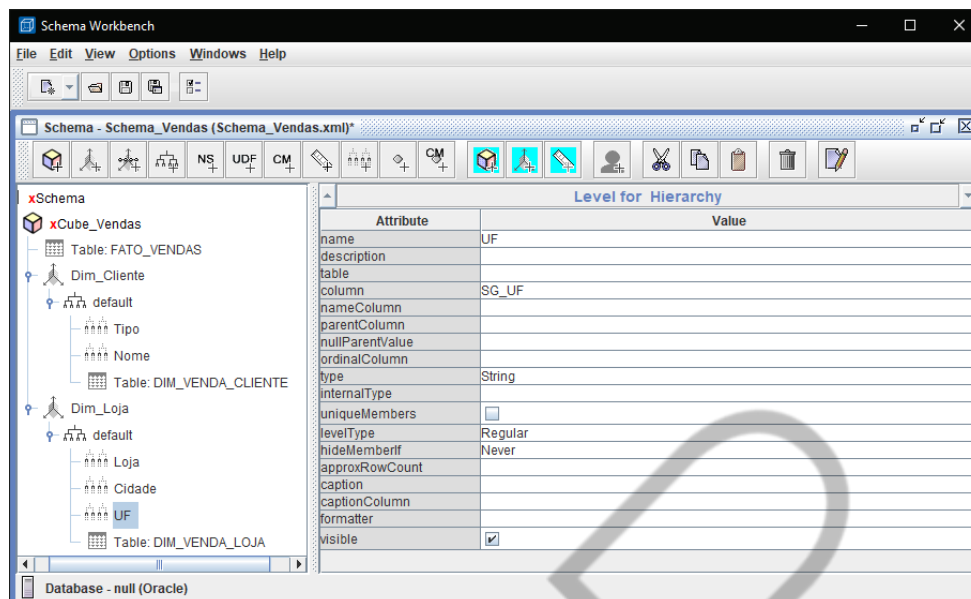 Schema Workbench
File Edit View Options Windows Help
Schema - Schema_Vendas (Schema_Vendas.xml)*
NS UDF CM CM
xSchema
xCube_Vendas
Table: FATO_VENDAS
Dim_Cliente
default
Tipo
Nome
Table: DIM_VENDA_CLIENTE
Dim_Loja
default
Loja
Cidade
UF
Table: DIM_VENDA_LOJA
Level for Hierarchy
Attribute Value
name UF
description
table
column SG_UF
nameColumn
parentColumn
nullParentValue
ordinalColumn
type String
internalType
uniqueMembers
levelType Regular
hideMemberIf Never
approxRowCount
caption
captionColumn
formatter
visible
Database - null (Oracle)